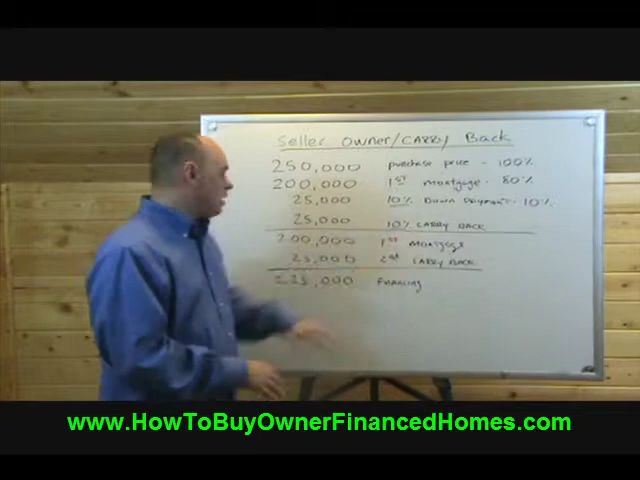 Seller Owner/CARRY Back
250,000 purchase price - 100%
200,000 1ST Mortgage - 80%
25,000 10% Down Payment - 10%
25,000 10% CARRY BACK
200,000 1ST Mortgage
25,000 2nd CARRY BACK
225,000 FINANCING
www.HowToBuyOwnerFinancedHomes.com